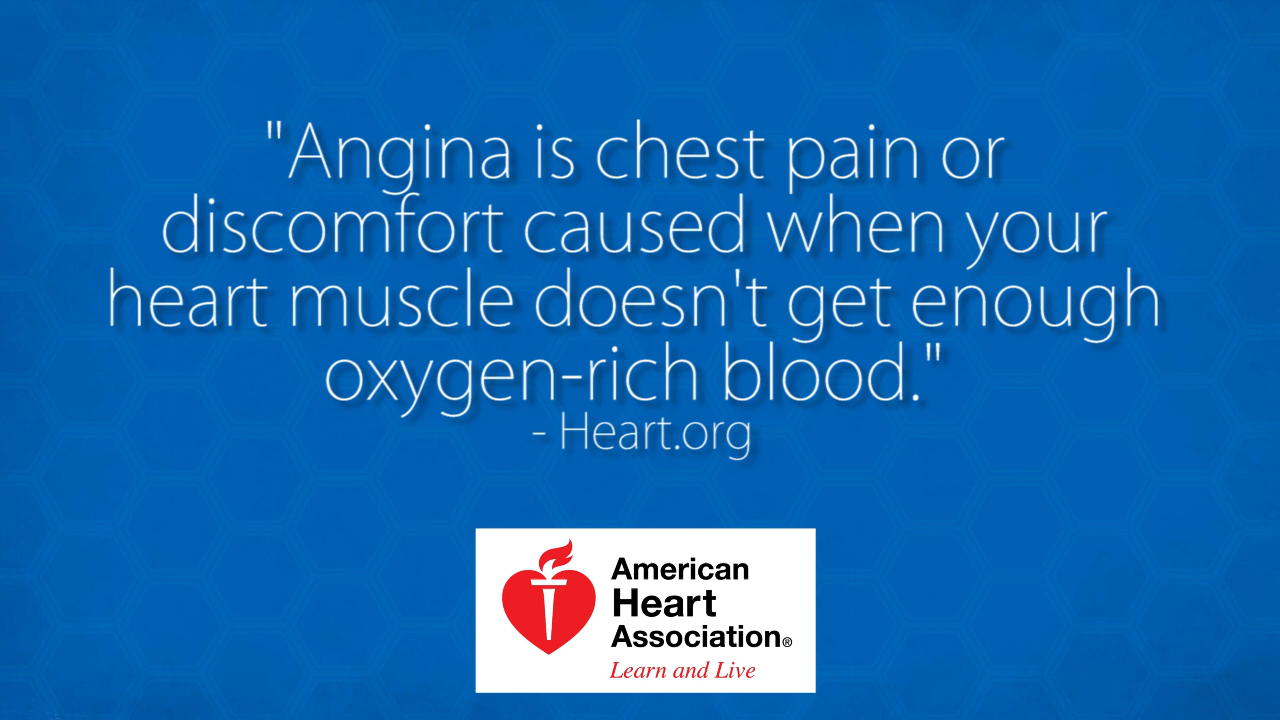 "Angina is chest pain or
discomfort caused when your
heart muscle doesn't get enough
oxygen-rich blood."
- Heart.org
American
Heart
Association®
Learn and Live